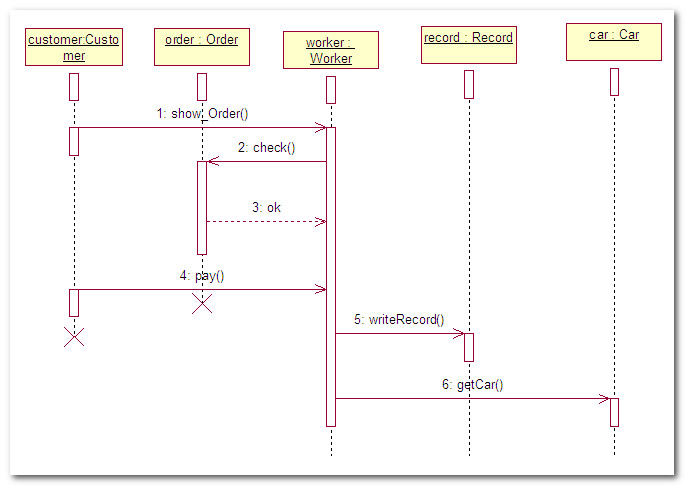 customer:Custo
mer
order : Order
worker :
Worker
record : Record
car : Car
1: show_Order()
2: check()
3: ok
4: pay()
5: writeRecord()
6: getCar()